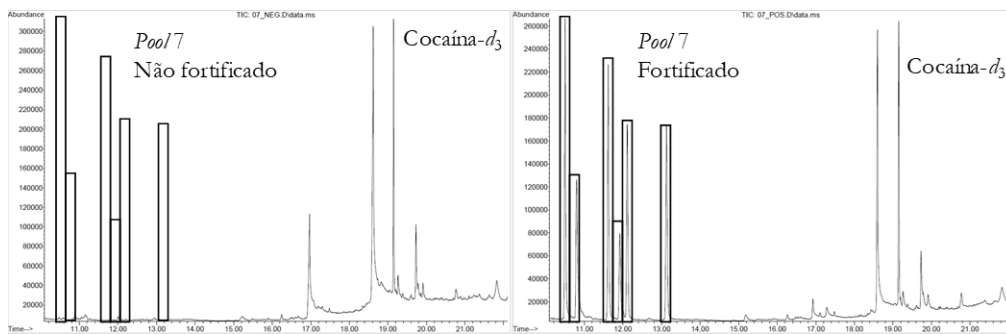 Abundance
TIC: 07_NEG.D\data.ms
300000
280000
260000
240000
220000
200000
180000
160000
140000
120000
100000
80000
60000
40000
20000
Time-->
11.00 12.00 13.00 14.00 15.00 16.00 17.00 18.00 19.00 20.00 21.00
Pool 7
Não fortificado
Cocaína-d3
Abundance
TIC: 07_POS.D\data.ms
260000
240000
220000
200000
180000
160000
140000
120000
100000
80000
60000
40000
20000
Time-->
11.00 12.00 13.00 14.00 15.00 16.00 17.00 18.00 19.00 20.00 21.00
Pool 7
Fortificado
Cocaína-d3